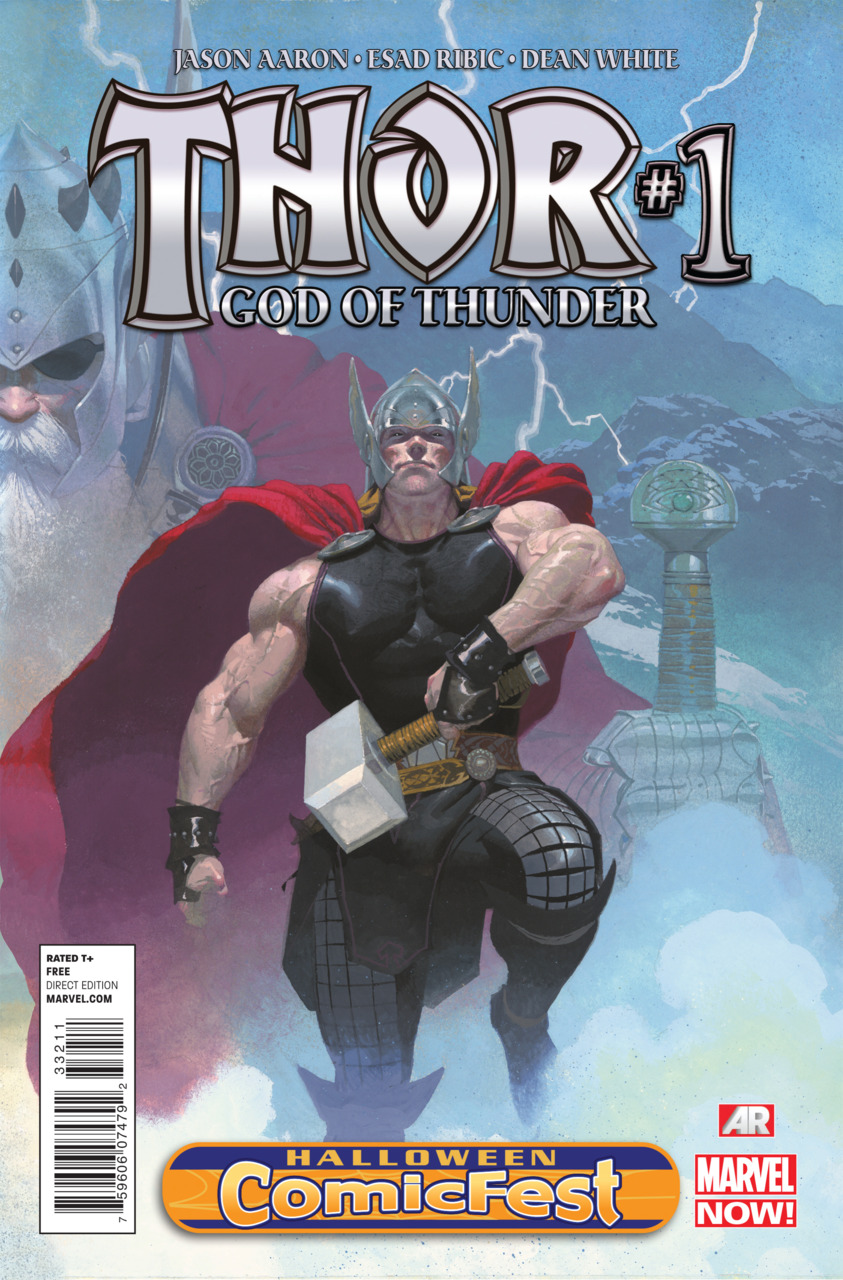 JASON AARON • ESAD RIBIC • DEAN WHITE
THOR #1
GOD OF THUNDER
RATED T+
FREE
DIRECT EDITION
MARVEL.COM
33211
7 59606 07479 2
HALLOWEEN
ComicFest
AR
MARVEL
NOW!